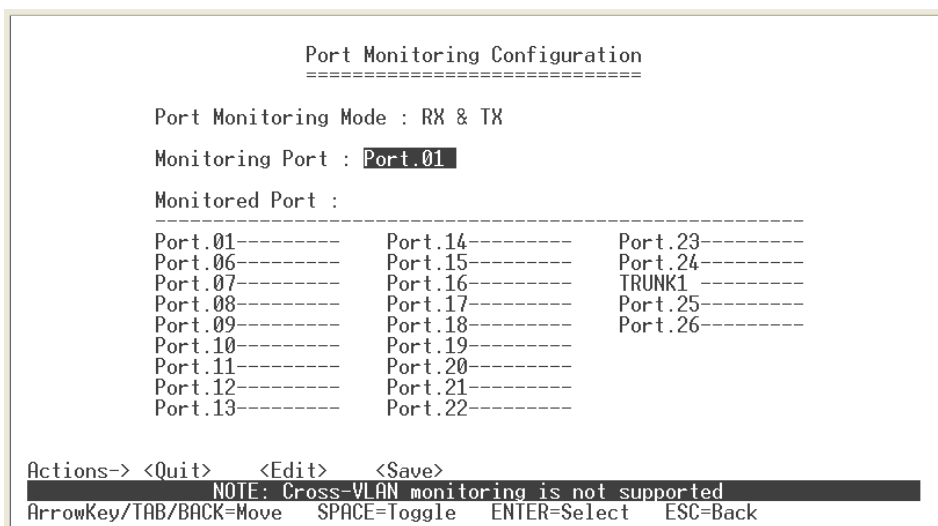 Port Monitoring Configuration
=============================
Port Monitoring Mode : RX & TX
Monitoring Port : Port.01
Monitored Port :
--------------------------------------------------------
Port.01--------- Port.14--------- Port.23---------
Port.06--------- Port.15--------- Port.24---------
Port.07--------- Port.16--------- TRUNK1 ---------
Port.08--------- Port.17--------- Port.25---------
Port.09--------- Port.18--------- Port.26---------
Port.10--------- Port.19---------
Port.11--------- Port.20---------
Port.12--------- Port.21---------
Port.13--------- Port.22---------
Actions-> <Quit> <Edit> <Save>
NOTE: Cross-VLAN monitoring is not supported
ArrowKey/TAB/BACK=Move SPACE=Toggle ENTER=Select ESC=Back